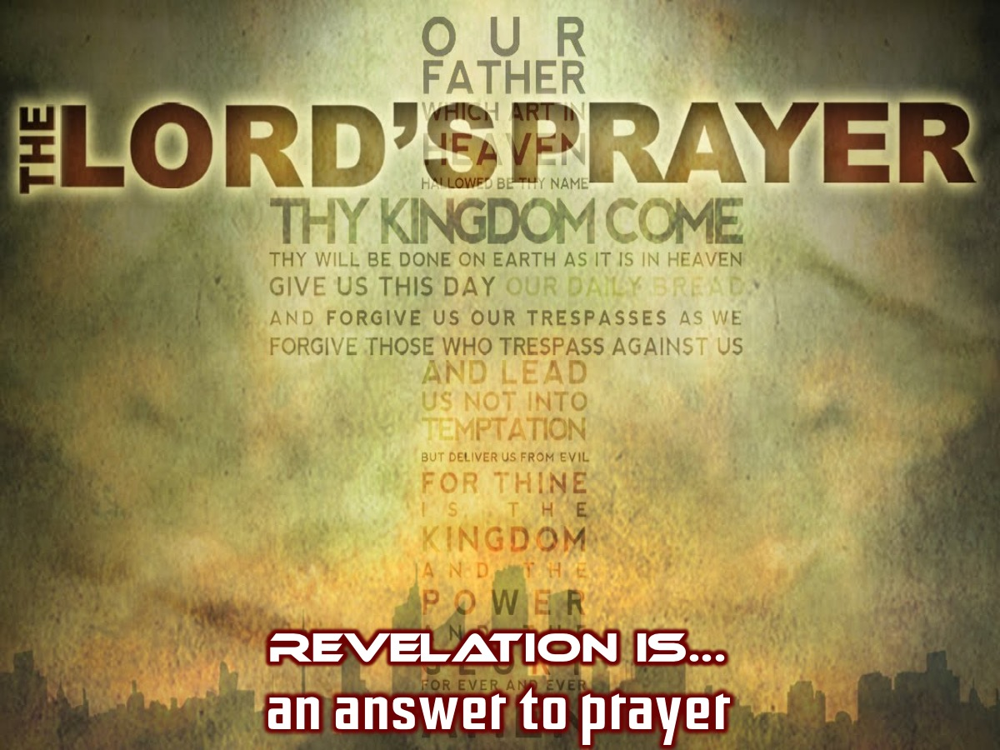 OUR
FATHER
WHICH ART IN
HEAVEN
THE LORD'S PRAYER
HALLOWED BE THY NAME
THY KINGDOM COME
THY WILL BE DONE ON EARTH AS IT IS IN HEAVEN
GIVE US THIS DAY OUR DAILY BREAD
AND FORGIVE US OUR TRESPASSES AS WE
FORGIVE THOSE WHO TRESPASS AGAINST US
AND LEAD
US NOT INTO
TEMPTATION
BUT DELIVER US FROM EVIL
FOR THINE
IS THE
KINGDOM
AND THE
POWER
AND THE
REVELATION IS...
GLORY
FOR EVER AND EVER
an answer to prayer